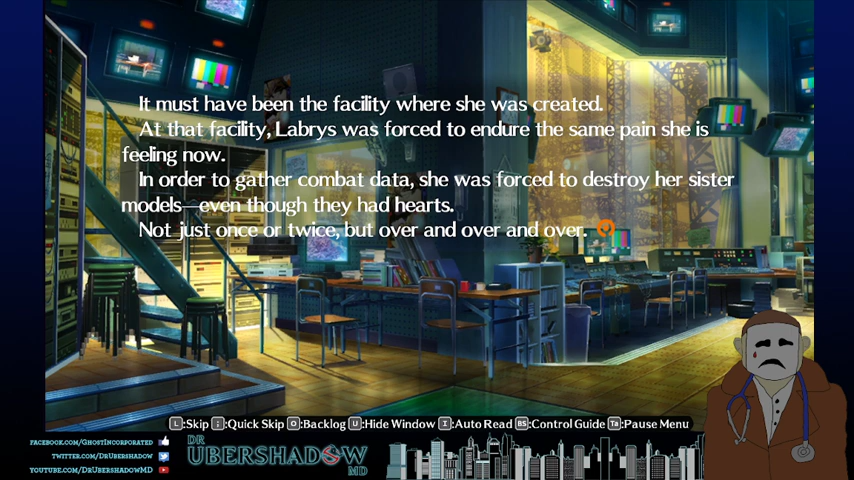 It must have been the facility where she was created.
At that facility, Labrys was forced to endure the same pain she is
feeling now.
In order to gather combat data, she was forced to destroy her sister
models—even though they had hearts.
Not just once or twice, but over and over and over.
L:Skip ;:Quick Skip O:Backlog U:Hide Window I:Auto Read BS:Control Guide Ta:Pause Menu
FACEBOOK.COM/GHOSTINCORPORATED
TWITTER.COM/DRUBERSHADOW
YOUTUBE.COM/DRUBERSHADOWMD
DR
UBERSHADOW
MD